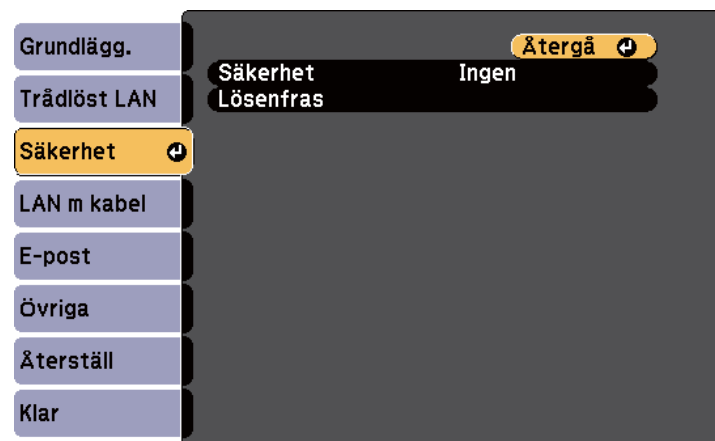 Grundlägg.
Trådlöst LAN
Säkerhet
LAN m kabel
E-post
Övriga
Återställ
Klar
Återgå
Säkerhet Ingen
Lösenfras